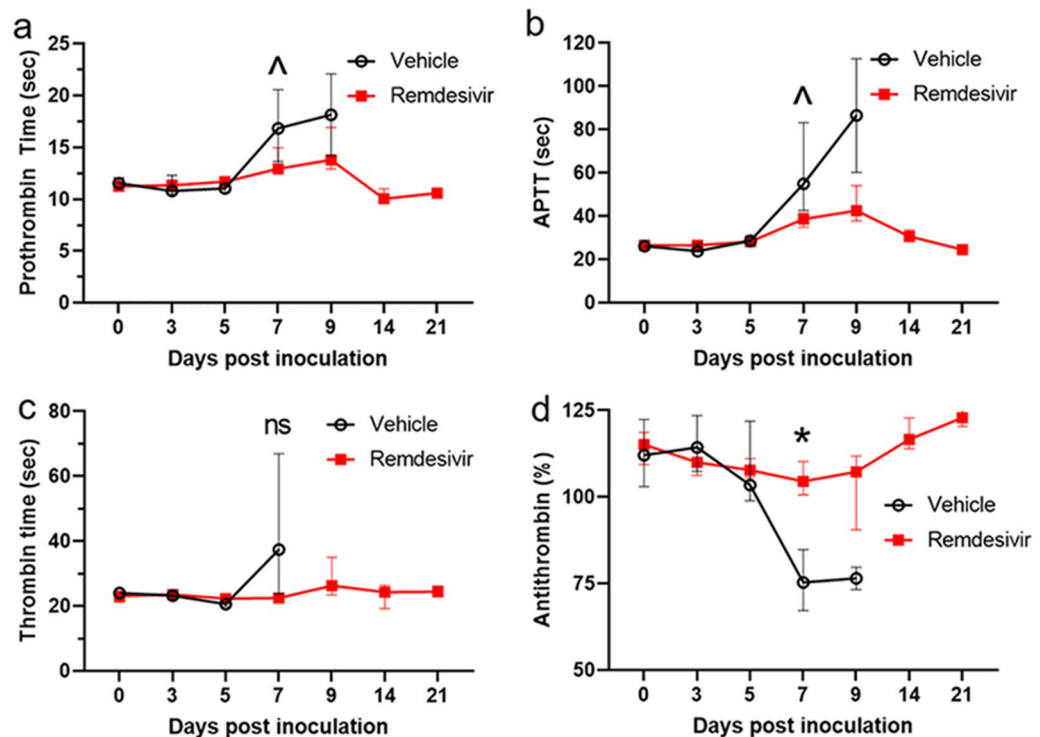 a
Prothrombin Time (sec)
25
20
15
10
5
0
^
Vehicle
Remdesivir
0 3 5 7 9 14 21
Days post inoculation
b
APTT (sec)
120
100
80
60
40
20
0
^
Vehicle
Remdesivir
0 3 5 7 9 14 21
Days post inoculation
c
Thrombin time (sec)
80
60
40
20
0
ns
Vehicle
Remdesivir
0 3 5 7 9 14 21
Days post inoculation
d
Antithrombin (%)
125
100
75
50
*
Vehicle
Remdesivir
0 3 5 7 9 14 21
Days post inoculation